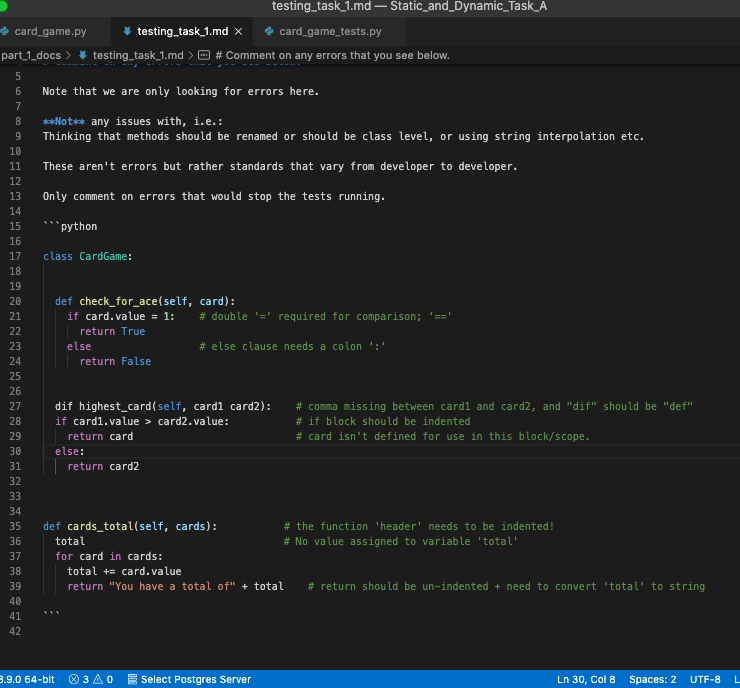 testing_task_1.md — Static_and_Dynamic_Task_A
card_game.py testing_task_1.md × card_game_tests.py
part_1_docs > testing_task_1.md > # Comment on any errors that you see below.
5
6 Note that we are only looking for errors here.
7
8 **Not** any issues with, i.e.:
9 Thinking that methods should be renamed or should be class level, or using string interpolation etc.
10
11 These aren't errors but rather standards that vary from developer to developer.
12
13 Only comment on errors that would stop the tests running.
14
15 ```python
16
17 class CardGame:
18
19
20 def check_for_ace(self, card):
21 if card.value = 1: # double '=' required for comparison; '=='
22 return True
23 else # else clause needs a colon ':'
24 return False
25
26
27 dif highest_card(self, card1 card2): # comma missing between card1 and card2, and "dif" should be "def"
28 if card1.value > card2.value: # if block should be indented
29 return card # card isn't defined for use in this block/scope.
30 else:
31 return card2
32
33
34
35 def cards_total(self, cards): # the function 'header' needs to be indented!
36 total # No value assigned to variable 'total'
37 for card in cards:
38 total += card.value
39 return "You have a total of" + total # return should be un-indented + need to convert 'total' to string
40
41 ```
42
3.9.0 64-bit 3 0 Select Postgres Server Ln 30, Col 8 Spaces: 2 UTF-8 L